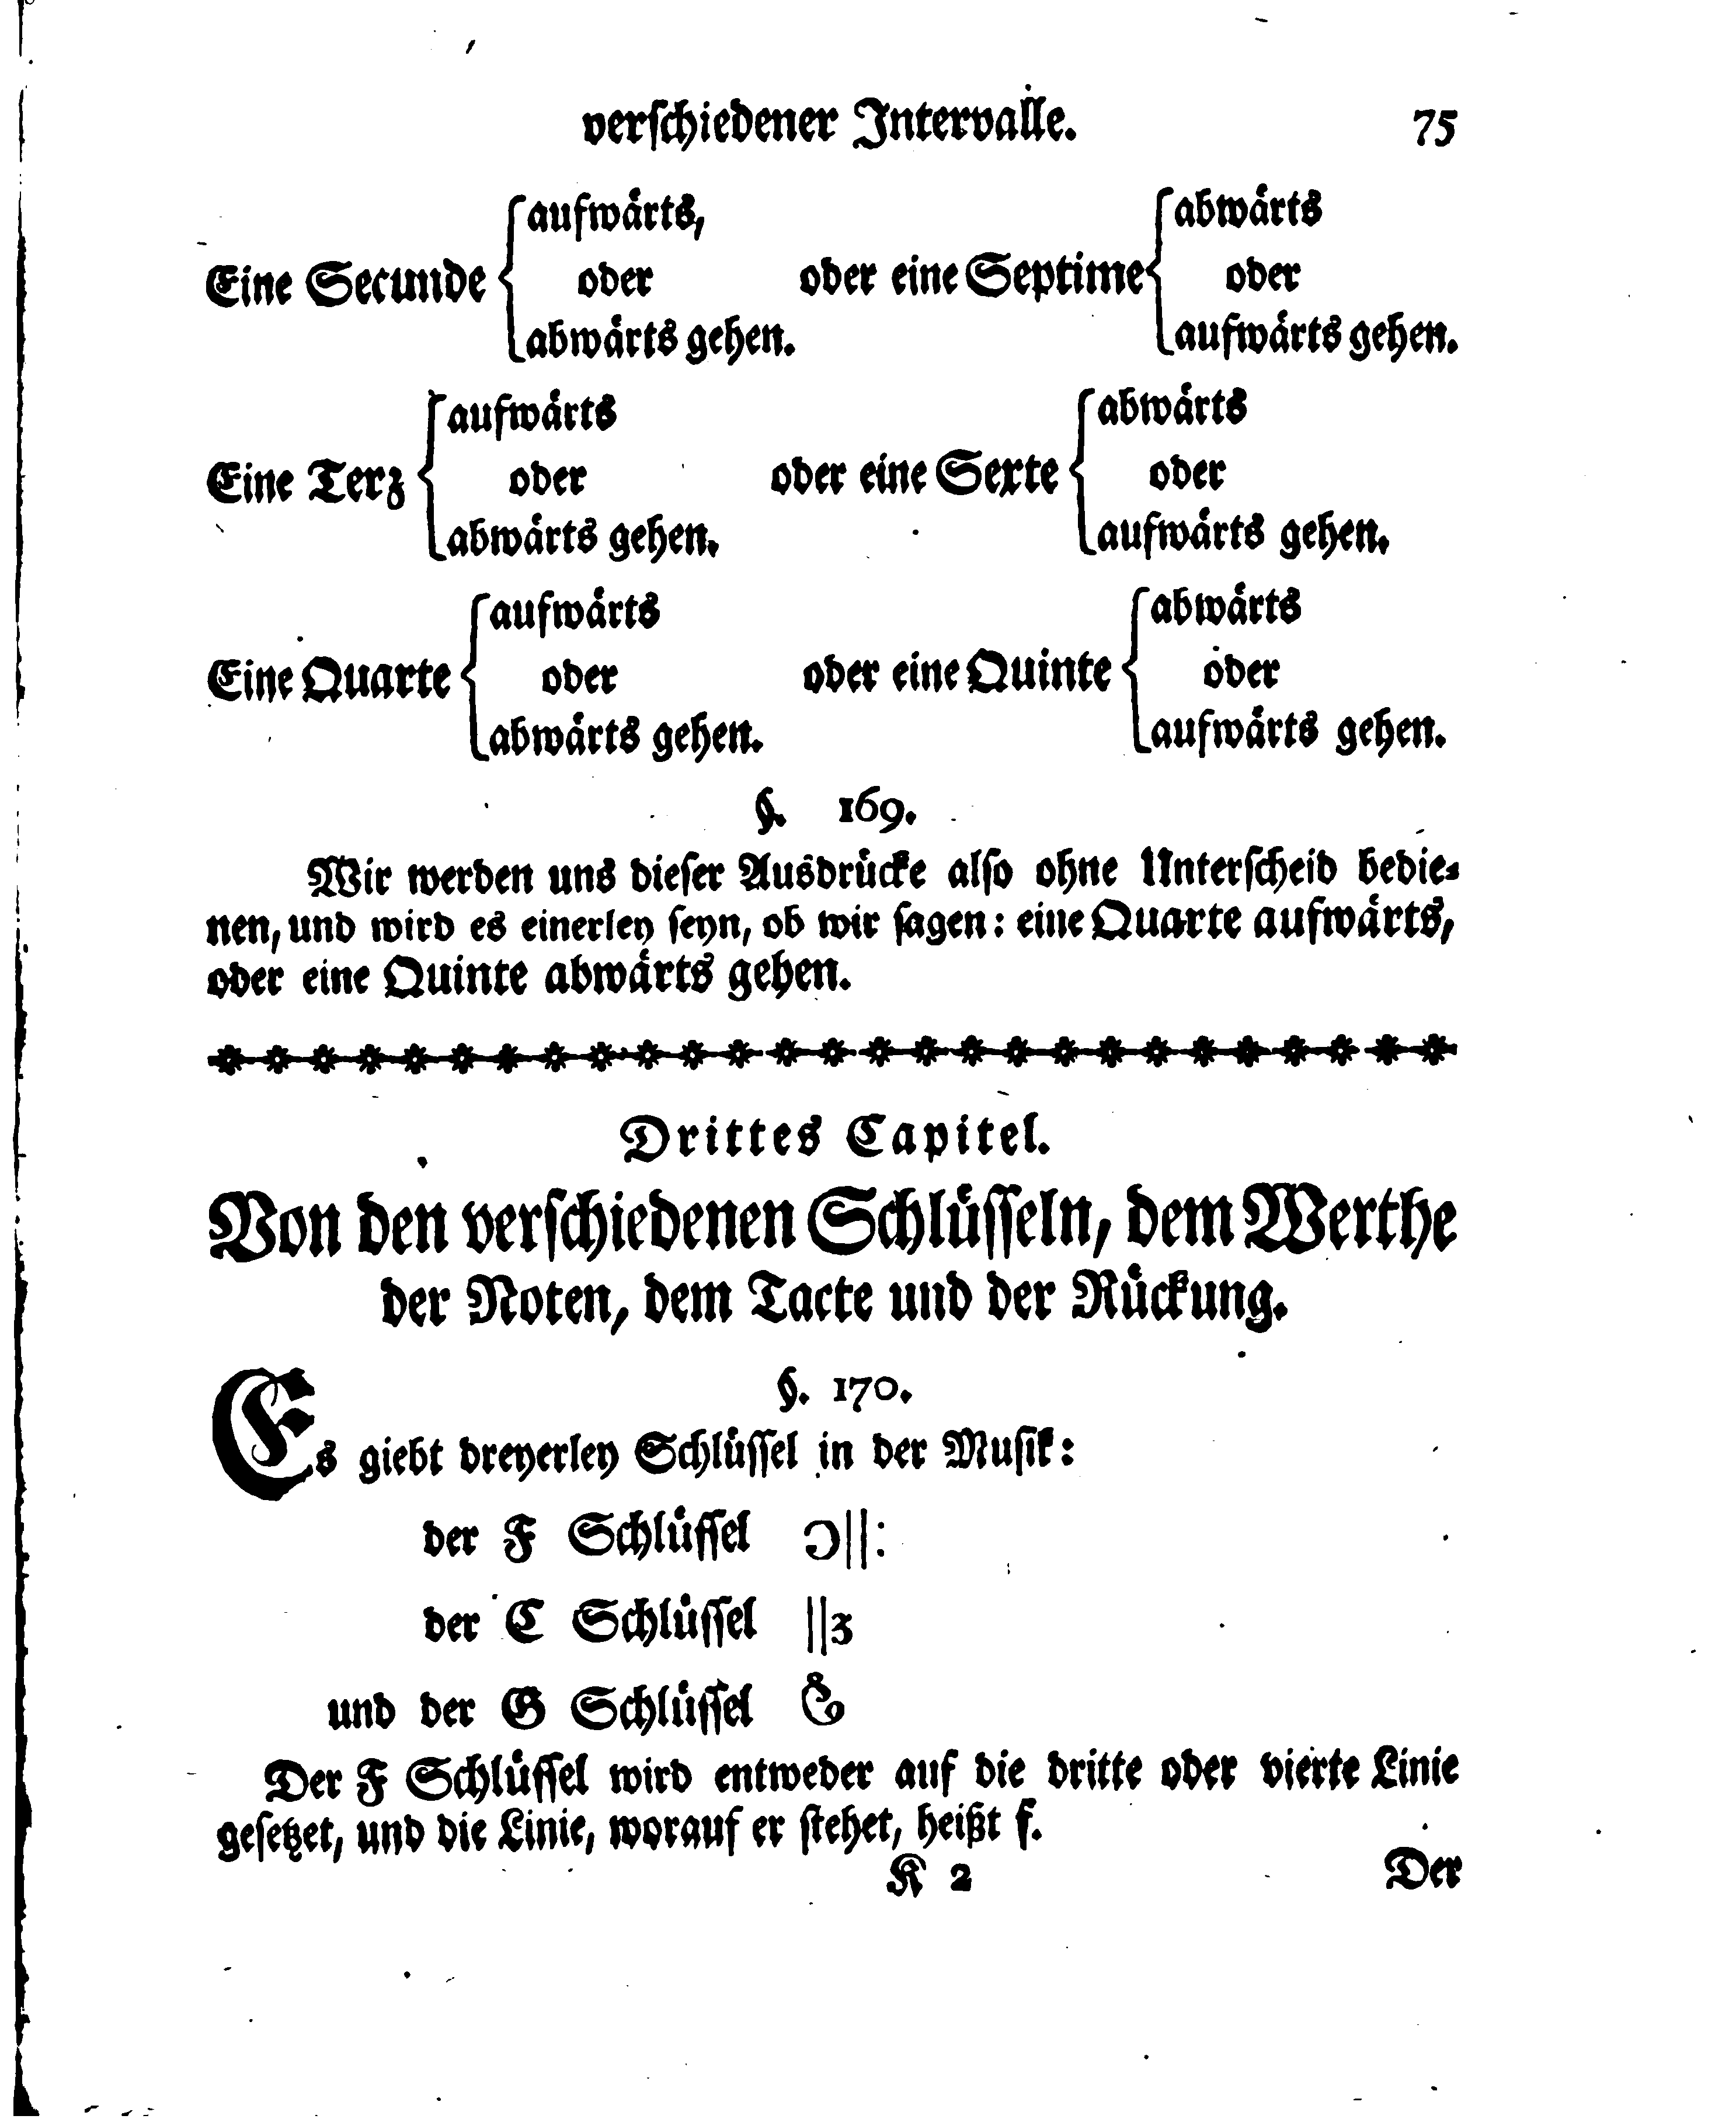 verſchiedener Intervalle. 75
aufwärts, abwärts
Eine Secunde oder oder eine Septime oder
abwärts gehen. aufwärts gehen.
aufwärts abwärts
Eine Terz oder oder eine Sexte oder
abwärts gehen. aufwärts gehen.
aufwärts abwärts
Eine Quarte oder oder eine Quinte oder
abwärts gehen. aufwärts gehen.
§. 169.
Wir werden uns dieſer Ausdrücke alſo ohne Unterſcheid bedie-
nen, und wird es einerley ſeyn, ob wir ſagen: eine Quarte aufwärts,
oder eine Quinte abwärts gehen.
Drittes Capitel.
Von den verſchiedenen Schlüſſeln, dem Werthe
der Noten, dem Tacte und der Rückung.
§. 170.
Es giebt dreyerley Schlüſſel in der Muſik:
der F Schlüſſel
der C Schlüſſel
und der G Schlüſſel
Der F Schlüſſel wird entweder auf die dritte oder vierte Linie
geſetzet, und die Linie, worauf er ſtehet, heißt f.
K 2 Der